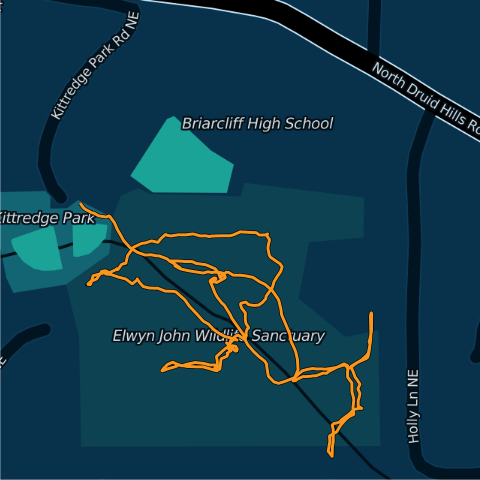 Kittredge Park Rd NE
North Druid Hills Ro
Briarcliff High School
Kittredge Park
Elwyn John Wildlife Sanctuary
Holly Ln NE